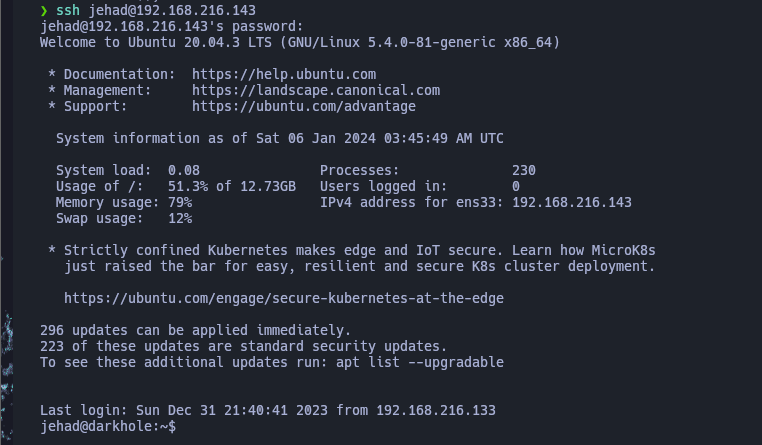 ❯ ssh jehad@192.168.216.143
jehad@192.168.216.143's password:
Welcome to Ubuntu 20.04.3 LTS (GNU/Linux 5.4.0-81-generic x86_64)
* Documentation:  https://help.ubuntu.com
* Management:     https://landscape.canonical.com
* Support:        https://ubuntu.com/advantage
System information as of Sat 06 Jan 2024 03:45:49 AM UTC
System load:  0.08               Processes:              230
Usage of /:   51.3% of 12.73GB   Users logged in:        0
Memory usage: 79%                IPv4 address for ens33: 192.168.216.143
Swap usage:   12%
* Strictly confined Kubernetes makes edge and IoT secure. Learn how MicroK8s
just raised the bar for easy, resilient and secure K8s cluster deployment.
https://ubuntu.com/engage/secure-kubernetes-at-the-edge
296 updates can be applied immediately.
223 of these updates are standard security updates.
To see these additional updates run: apt list --upgradable
Last login: Sun Dec 31 21:40:41 2023 from 192.168.216.133
jehad@darkhole:~$